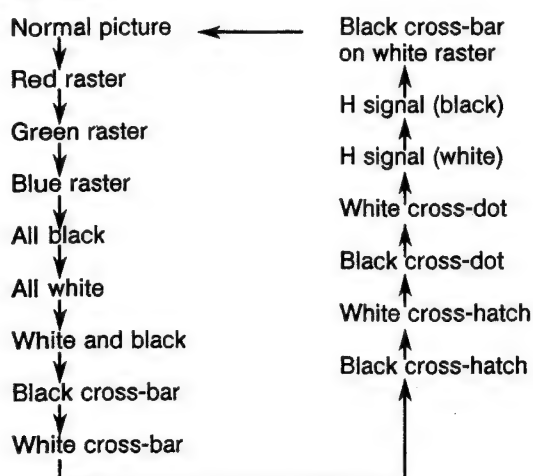 Normal picture
Red raster
Green raster
Blue raster
All black
All white
White and black
Black cross-bar
White cross-bar
Black cross-bar
on white raster
H signal (black)
H signal (white)
White cross-dot
Black cross-dot
White cross-hatch
Black cross-hatch